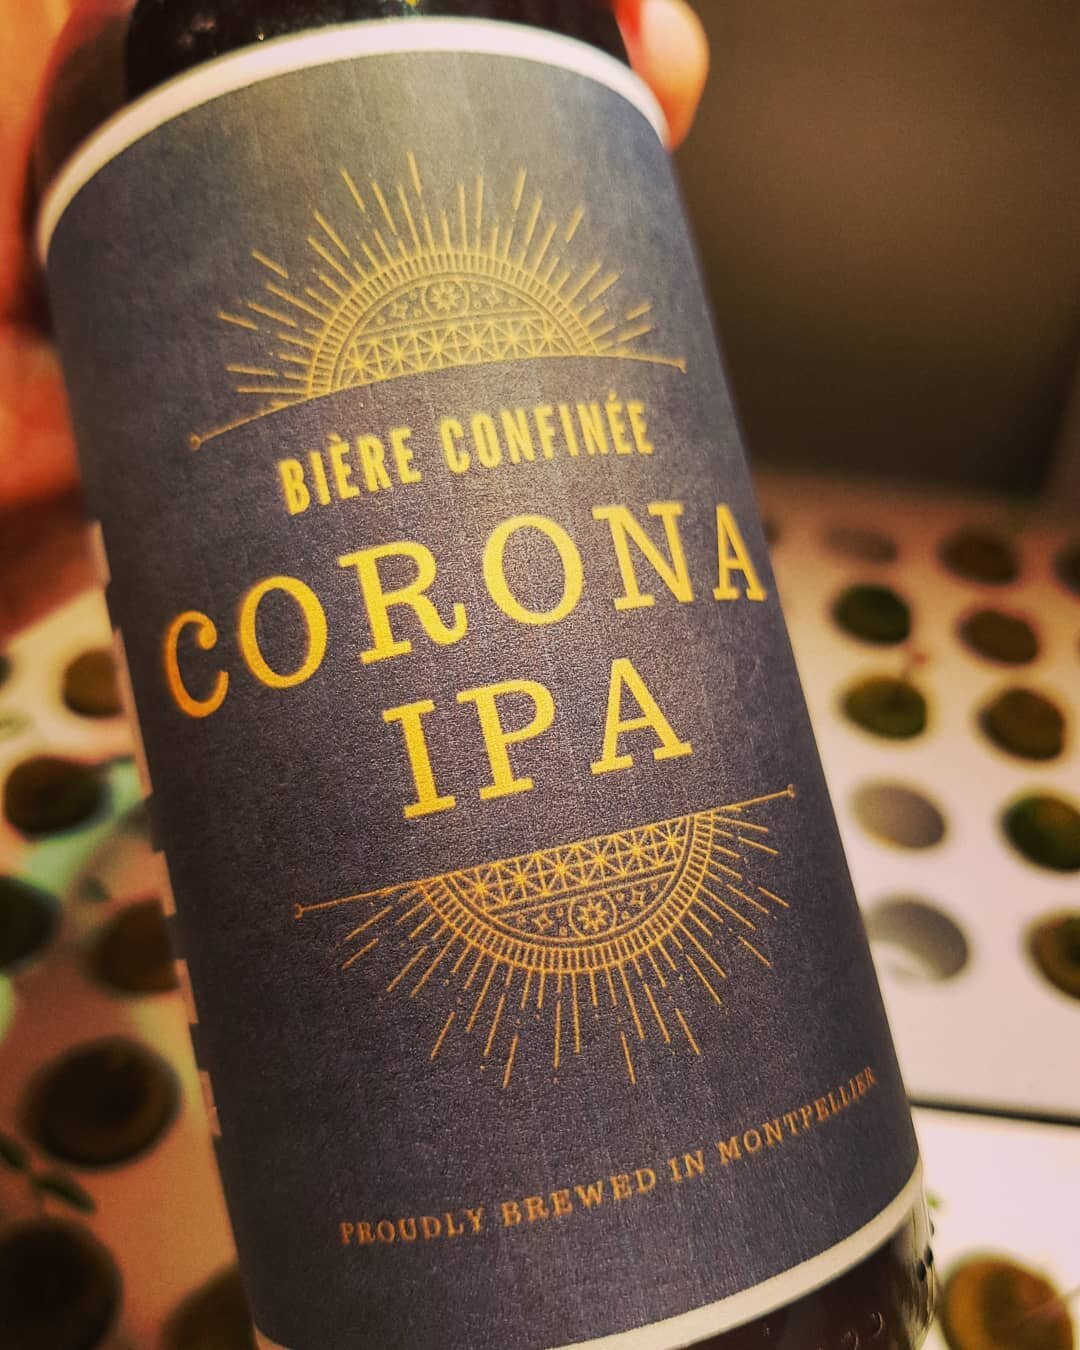 BIÈRE CONFINÉE
CORONA
IPA
PROUDLY BREWED IN MONTPELLIER